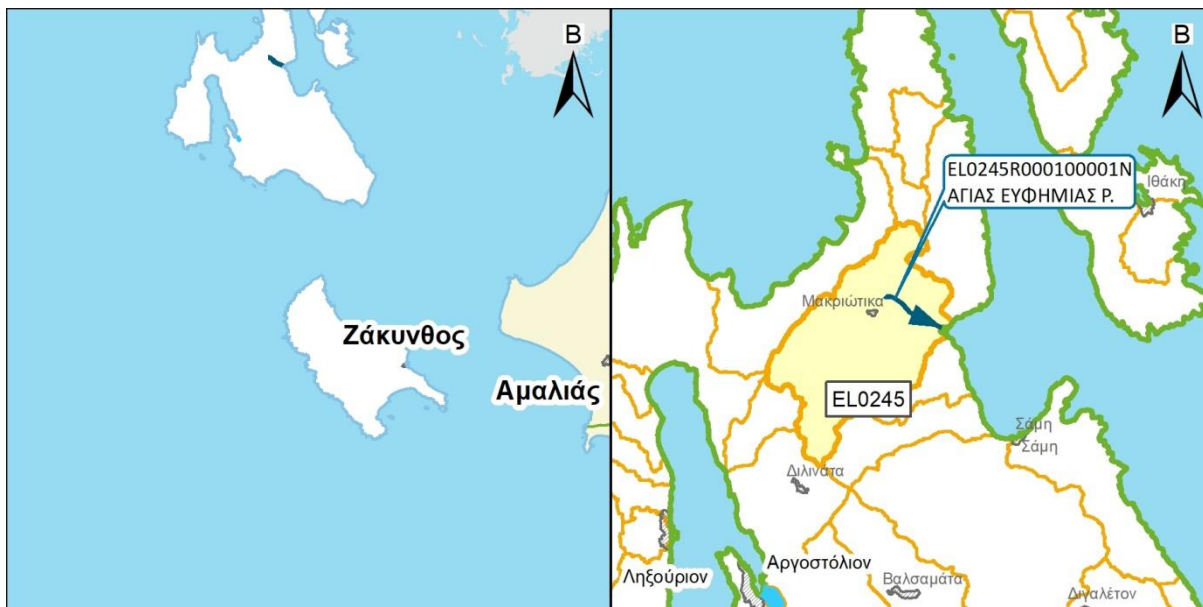 Β
Ζάκυνθος
Αμαλιάς
Β
EL0245R000100001N
ΑΓΙΑΣ ΕΥΦΗΜΙΑΣ Ρ.
Ιθάκη
Μακριώτικα
EL0245
Σάμη
Σάμη
Διλινάτα
Αργοστόλιον
Ληξούριον
Βαλσαμάτα
Διγαλέτον